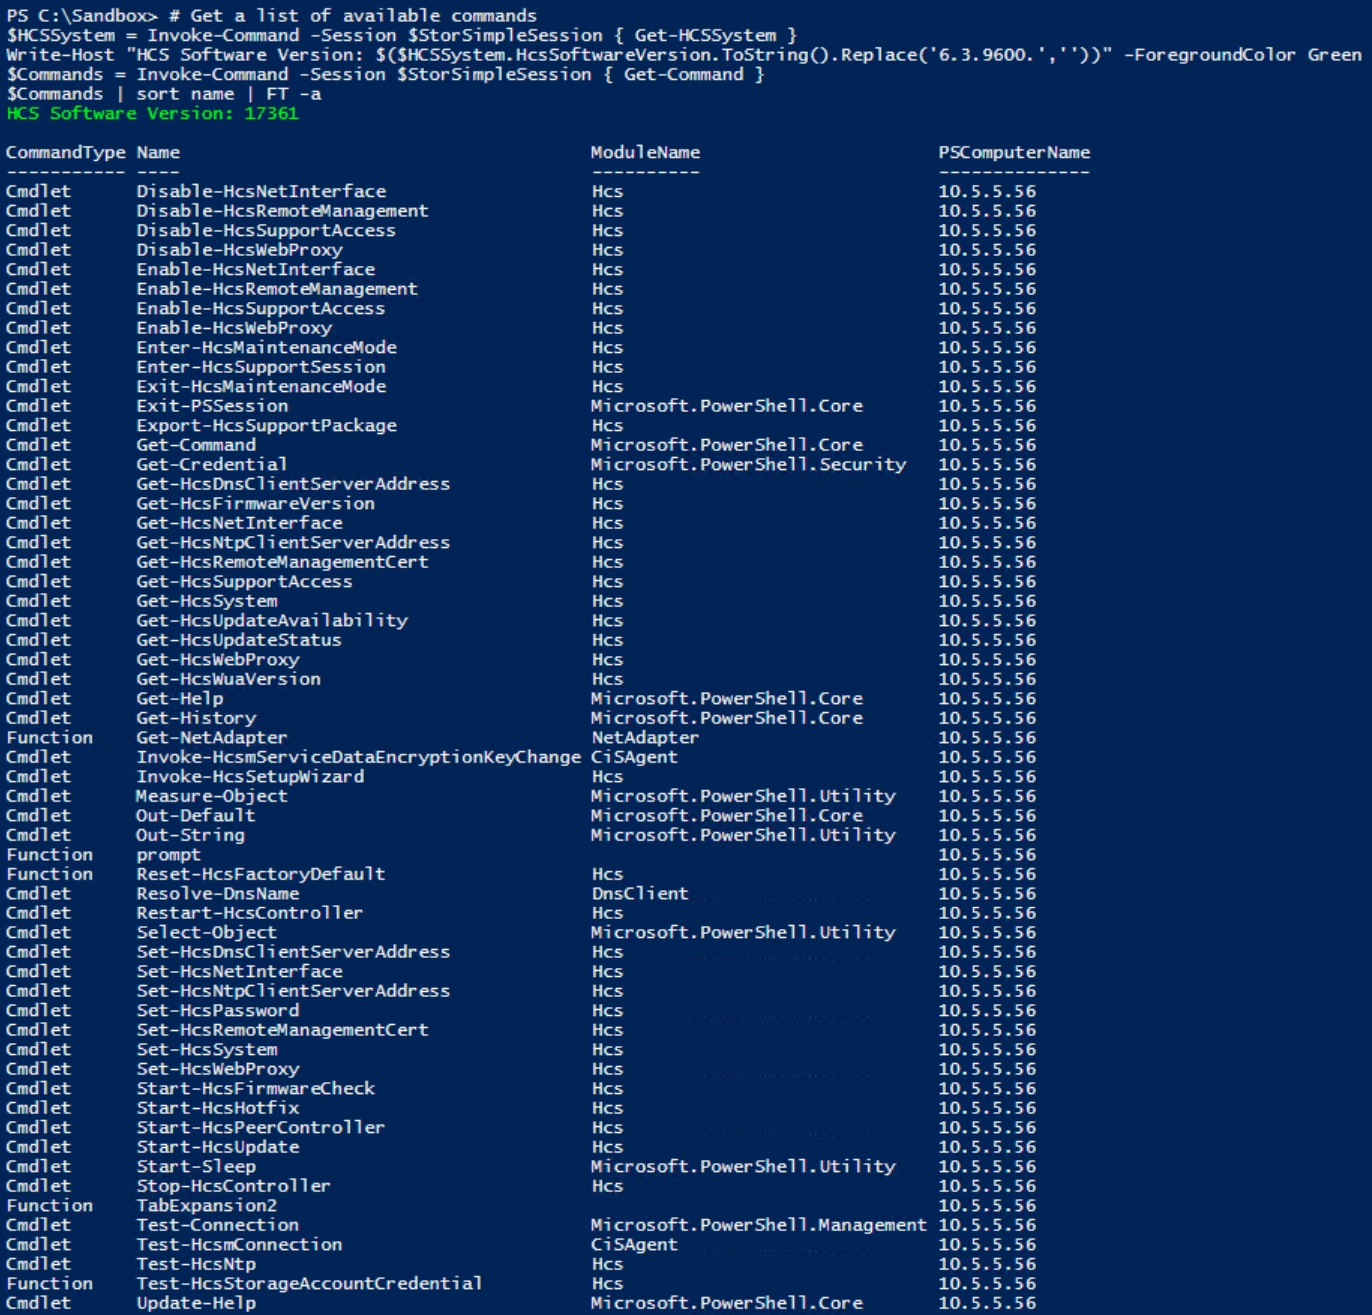 PS C:\Sandbox> # Get a list of available commands
$HCSSystem = Invoke-Command -Session $StorSimpleSession { Get-HCSSystem }
Write-Host "HCS Software Version: $($HCSSystem.HcsSoftwareVersion.ToString().Replace('6.3.9600.',''))" -ForegroundColor Green
$Commands = Invoke-Command -Session $StorSimpleSession { Get-Command }
$Commands | sort name | FT -a
HCS Software Version: 17361

CommandType Name ModuleName PSComputerName
----------- ---- ---------- --------------
Cmdlet Disable-HcsNetInterface Hcs 10.5.5.56
Cmdlet Disable-HcsRemoteManagement Hcs 10.5.5.56
Cmdlet Disable-HcsSupportAccess Hcs 10.5.5.56
Cmdlet Disable-HcsWebProxy Hcs 10.5.5.56
Cmdlet Enable-HcsNetInterface Hcs 10.5.5.56
Cmdlet Enable-HcsRemoteManagement Hcs 10.5.5.56
Cmdlet Enable-HcsSupportAccess Hcs 10.5.5.56
Cmdlet Enable-HcsWebProxy Hcs 10.5.5.56
Cmdlet Enter-HcsMaintenanceMode Hcs 10.5.5.56
Cmdlet Enter-HcsSupportSession Hcs 10.5.5.56
Cmdlet Exit-HcsMaintenanceMode Hcs 10.5.5.56
Cmdlet Exit-PSSession Microsoft.PowerShell.Core 10.5.5.56
Cmdlet Export-HcsSupportPackage Hcs 10.5.5.56
Cmdlet Get-Command Microsoft.PowerShell.Core 10.5.5.56
Cmdlet Get-Credential Microsoft.PowerShell.Security 10.5.5.56
Cmdlet Get-HcsDnsClientServerAddress Hcs 10.5.5.56
Cmdlet Get-HcsFirmwareVersion Hcs 10.5.5.56
Cmdlet Get-HcsNetInterface Hcs 10.5.5.56
Cmdlet Get-HcsNtpClientServerAddress Hcs 10.5.5.56
Cmdlet Get-HcsRemoteManagementCert Hcs 10.5.5.56
Cmdlet Get-HcsSupportAccess Hcs 10.5.5.56
Cmdlet Get-HcsSystem Hcs 10.5.5.56
Cmdlet Get-HcsUpdateAvailability Hcs 10.5.5.56
Cmdlet Get-HcsUpdateStatus Hcs 10.5.5.56
Cmdlet Get-HcsWebProxy Hcs 10.5.5.56
Cmdlet Get-HcsWuaVersion Hcs 10.5.5.56
Cmdlet Get-Help Microsoft.PowerShell.Core 10.5.5.56
Cmdlet Get-History Microsoft.PowerShell.Core 10.5.5.56
Function Get-NetAdapter NetAdapter 10.5.5.56
Cmdlet Invoke-HcsmServiceDataEncryptionKeyChange CiSAgent 10.5.5.56
Cmdlet Invoke-HcsSetupWizard Hcs 10.5.5.56
Cmdlet Measure-Object Microsoft.PowerShell.Utility 10.5.5.56
Cmdlet Out-Default Microsoft.PowerShell.Core 10.5.5.56
Cmdlet Out-String Microsoft.PowerShell.Utility 10.5.5.56
Function prompt 10.5.5.56
Function Reset-HcsFactoryDefault Hcs 10.5.5.56
Cmdlet Resolve-DnsName DnsClient 10.5.5.56
Cmdlet Restart-HcsController Hcs 10.5.5.56
Cmdlet Select-Object Microsoft.PowerShell.Utility 10.5.5.56
Cmdlet Set-HcsDnsClientServerAddress Hcs 10.5.5.56
Cmdlet Set-HcsNetInterface Hcs 10.5.5.56
Cmdlet Set-HcsNtpClientServerAddress Hcs 10.5.5.56
Cmdlet Set-HcsPassword Hcs 10.5.5.56
Cmdlet Set-HcsRemoteManagementCert Hcs 10.5.5.56
Cmdlet Set-HcsSystem Hcs 10.5.5.56
Cmdlet Set-HcsWebProxy Hcs 10.5.5.56
Cmdlet Start-HcsFirmwareCheck Hcs 10.5.5.56
Cmdlet Start-HcsHotfix Hcs 10.5.5.56
Cmdlet Start-HcsPeerController Hcs 10.5.5.56
Cmdlet Start-HcsUpdate Hcs 10.5.5.56
Cmdlet Start-Sleep Microsoft.PowerShell.Utility 10.5.5.56
Cmdlet Stop-HcsController Hcs 10.5.5.56
Function TabExpansion2 10.5.5.56
Cmdlet Test-Connection Microsoft.PowerShell.Management 10.5.5.56
Cmdlet Test-HcsmConnection CiSAgent 10.5.5.56
Cmdlet Test-HcsNtp Hcs 10.5.5.56
Function Test-HcsStorageAccountCredential Hcs 10.5.5.56
Cmdlet Update-Help Microsoft.PowerShell.Core 10.5.5.56